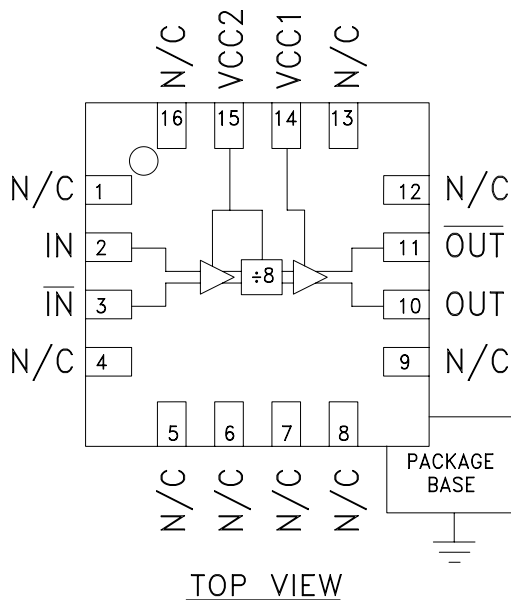 N/C
VCC2
VCC1
N/C
16
15
14
13
N/C 1
12 N/C
IN 2
11 OUT
÷8
IN 3
10 OUT
N/C 4
9 N/C
5
6
7
8
N/C
N/C
N/C
N/C
PACKAGE
BASE
TOP VIEW